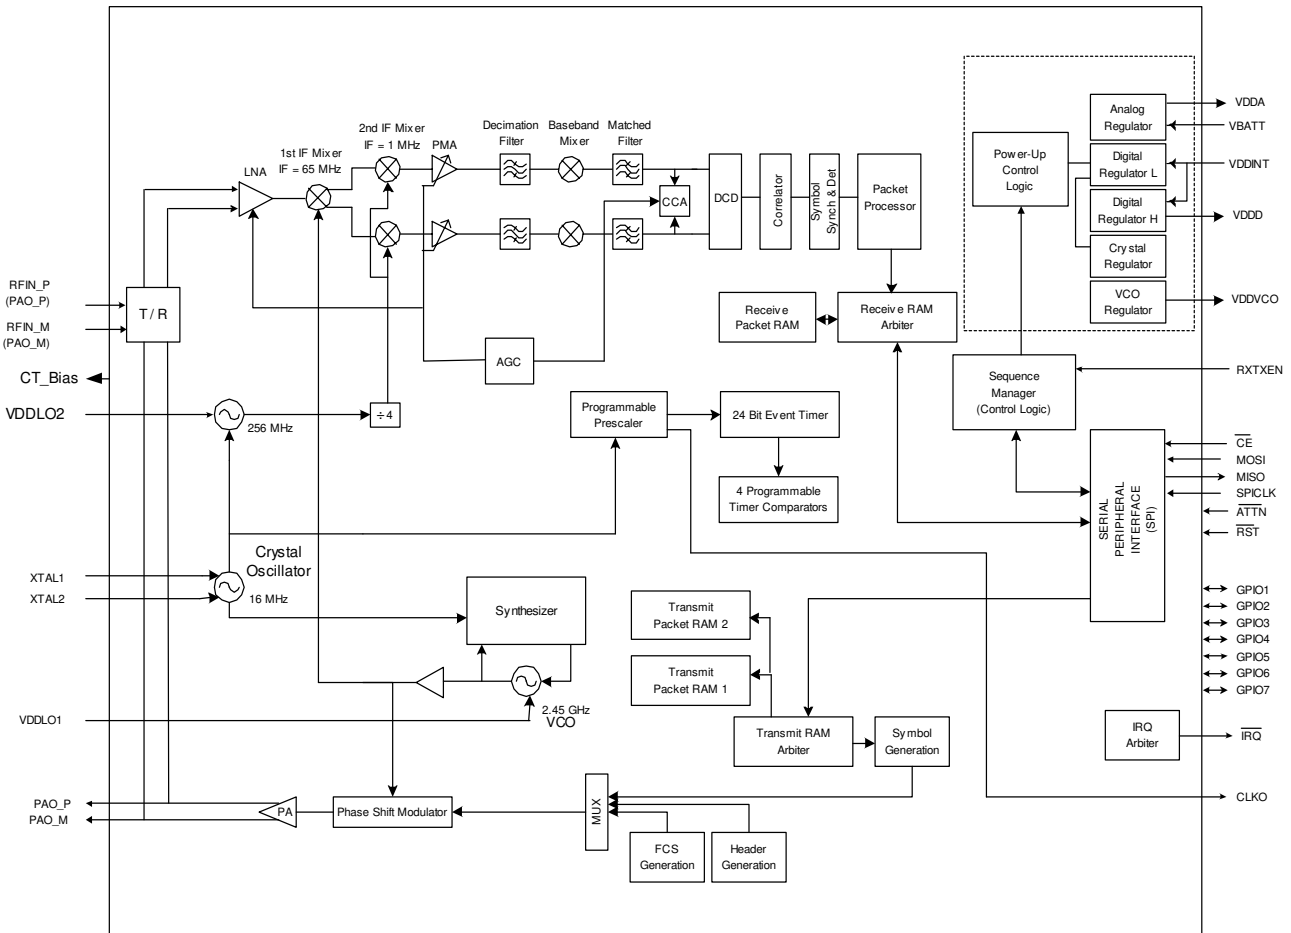 2nd IF Mixer
IF = 1 MHz
PMA
Decimation
Filter
Baseband
Mixer
Matched
Filter
1st IF Mixer
IF = 65 MHz
LNA
CCA
DCD
Correlator
Symbol
Synch & Det
Packet
Processor
Power-Up
Control
Logic
Analog
Regulator
Digital
Regulator L
Digital
Regulator H
Crystal
Regulator
VCO
Regulator
VDDA
VBATT
VDDINT
VDDD
VDDVCO
RFIN_P
(PAO_P)
RFIN_M
(PAO_M)
T / R
CT_Bias
AGC
Receive
Packet RAM
Receive RAM
Arbiter
Sequence
Manager
(Control Logic)
RXTXEN
VDDLO2
256 MHz
÷4
Programmable
Prescaler
24 Bit Event Timer
4 Programmable
Timer Comparators
SERIAL
PERIPHERAL
INTERFACE
(SPI)
CE
MOSI
MISO
SPICLK
ATTN
RST
XTAL1
XTAL2
Crystal
Oscillator
16 MHz
Synthesizer
2.45 GHz
VCO
VDDLO1
Transmit
Packet RAM 2
Transmit
Packet RAM 1
Transmit RAM
Arbiter
Symbol
Generation
GPIO1
GPIO2
GPIO3
GPIO4
GPIO5
GPIO6
GPIO7
IRQ
Arbiter
IRQ
CLKO
PAO_P
PAO_M
PA
Phase Shift Modulator
MUX
FCS
Generation
Header
Generation